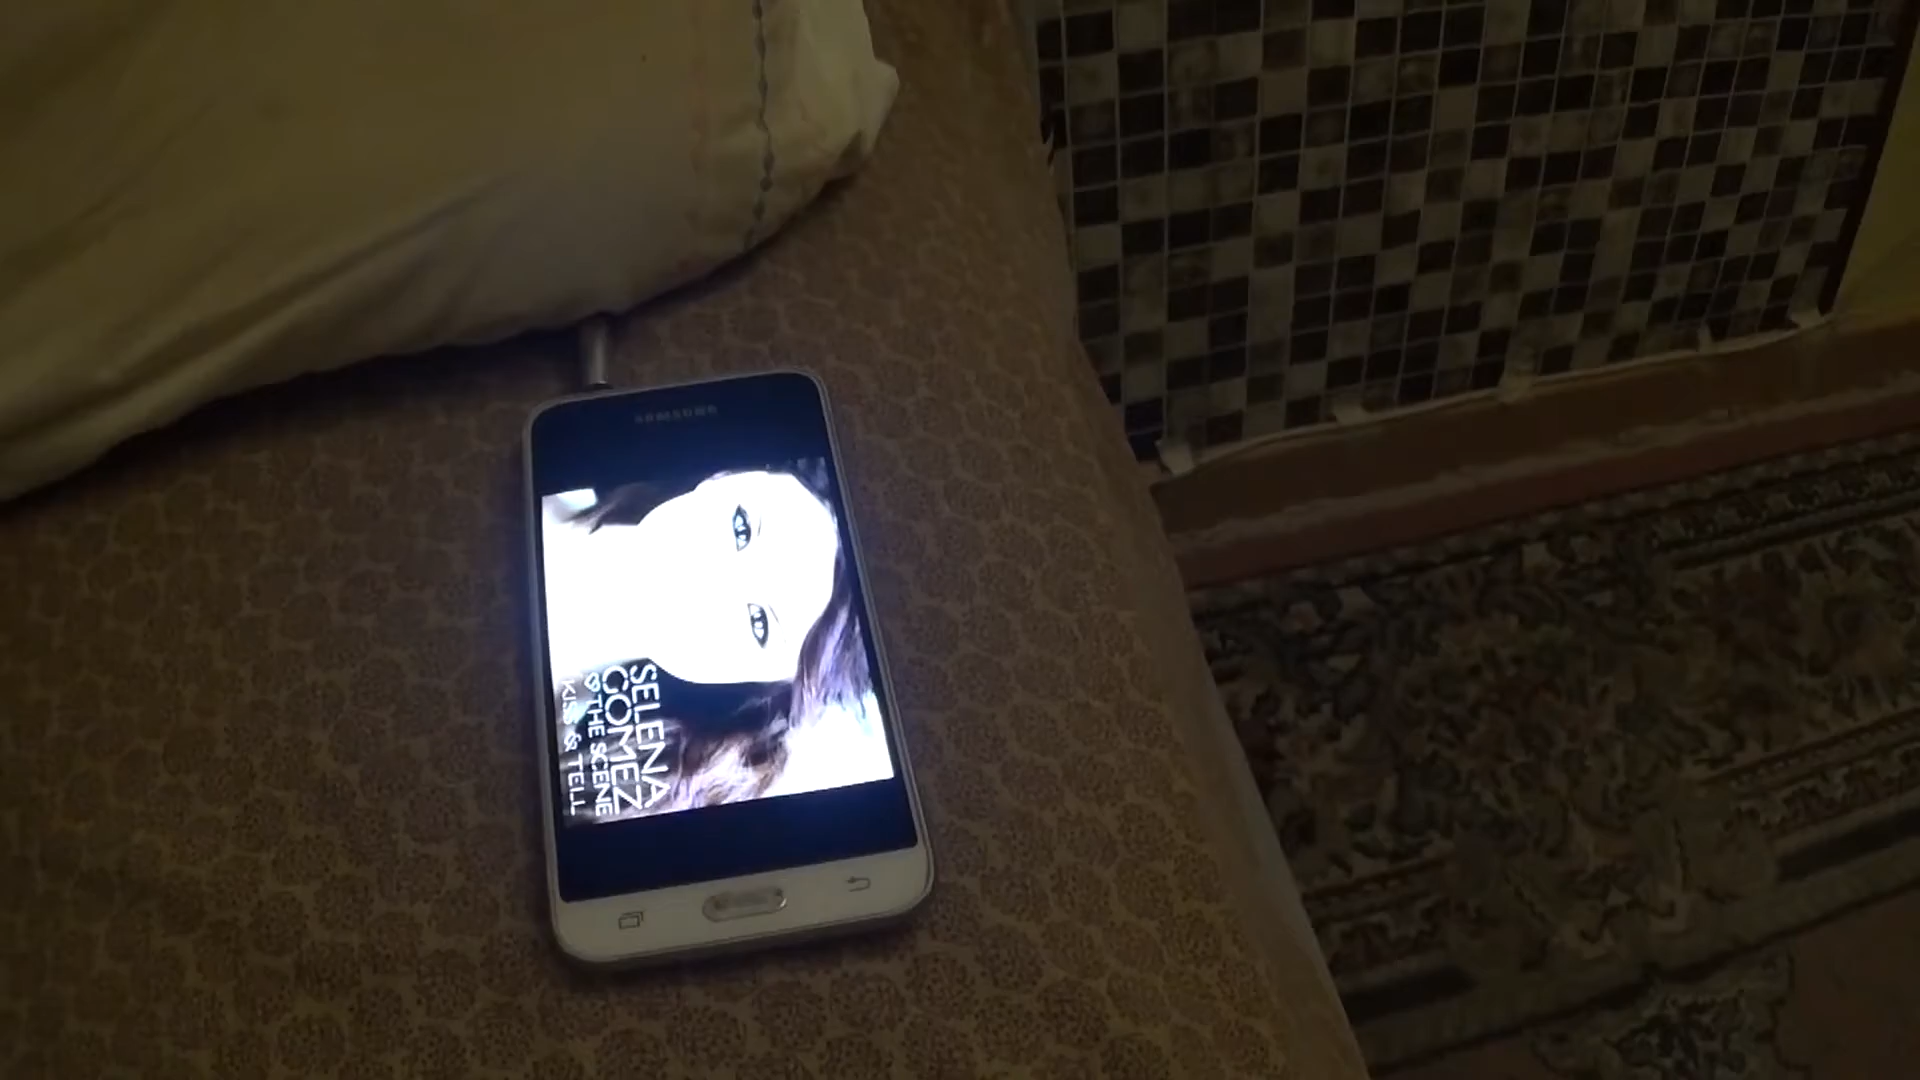 SAMSUNG
SELENA
GOMEZ
& THE SCENE
KISS & TELL